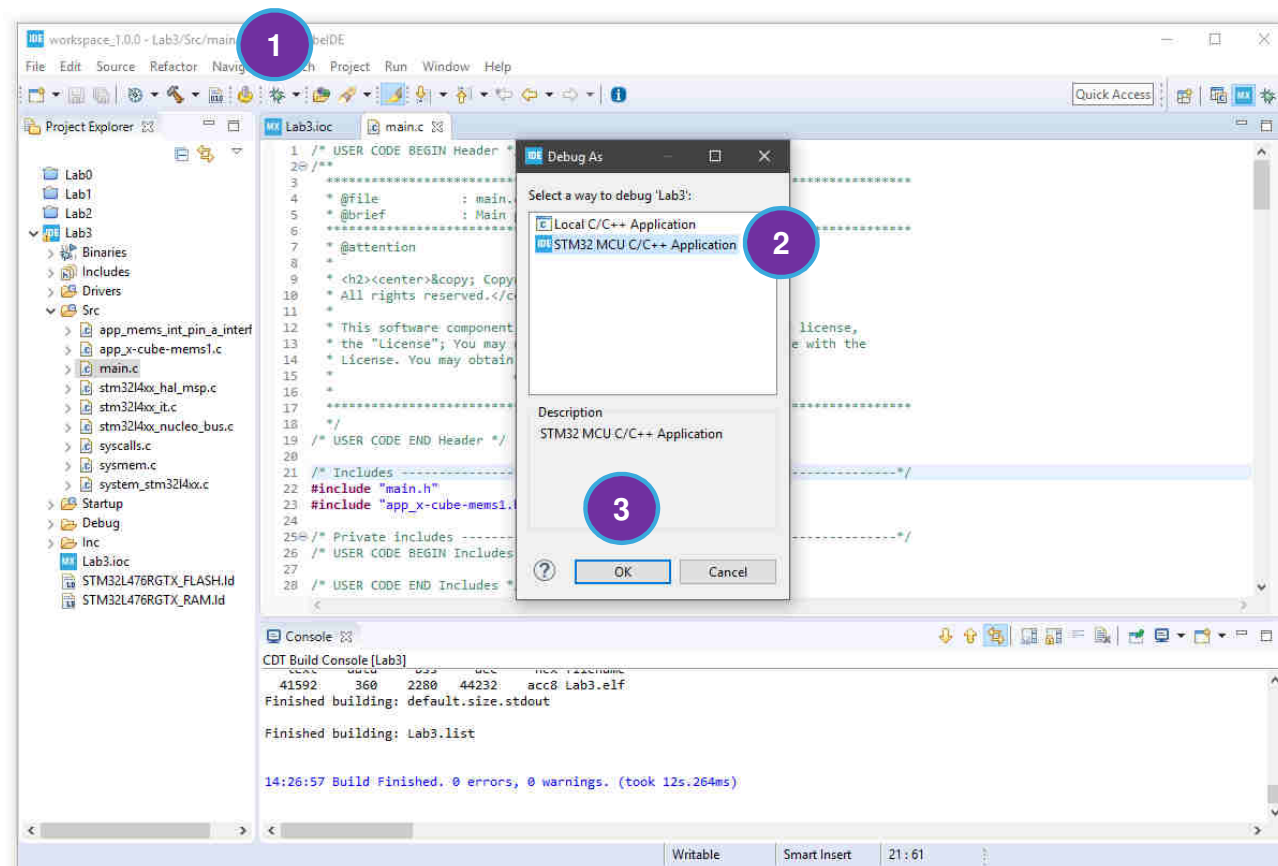 workspace_1.0.0 - Lab3/Src/main
beIDE
1
File Edit Source Refactor Project Run Window Help
Quick Access
Project Explorer
Lab3.ioc
main.c
Lab0
Lab1
Lab2
Lab3
Binaries
Includes
Drivers
Src
app_mems_int_pin_a_interf
app_x-cube-mems1.c
main.c
stm32l4xx_hal_msp.c
stm32l4xx_it.c
stm32l4xx_nucleo_bus.c
syscalls.c
sysmem.c
system_stm32l4xx.c
Startup
Debug
Inc
Lab3.ioc
STM32L476RGTX_FLASH.ld
STM32L476RGTX_RAM.ld
1 /* USER CODE BEGIN Header *
2 /**
3 ******************************
4 * @file : main.
5 * @brief : Main
6 ******************************
7 * @attention
8 *
9 * <h2><center>&copy; Copy
10 * All rights reserved.</c
11 *
12 * This software component license,
13 * the "License"; You may e with the
14 * License. You may obtain
15 *
16 *
17 ******************************
18 */
19 /* USER CODE END Header */
20
21 /* Includes ------------------------------*/
22 #include "main.h"
23 #include "app_x-cube-mems1.
24
25 /* Private includes ------------------------------*/
26 /* USER CODE BEGIN Includes
27
28 /* USER CODE END Includes *
Debug As
Select a way to debug 'Lab3':
Local C/C++ Application
STM32 MCU C/C++ Application
2
Description
STM32 MCU C/C++ Application
3
OK Cancel
Console
CDT Build Console [Lab3]
41592 360 2280 44232 acc8 Lab3.elf
Finished building: default.size.stdout
Finished building: Lab3.list
14:26:57 Build Finished. 0 errors, 0 warnings. (took 12s.264ms)
Writable Smart Insert 21 : 61